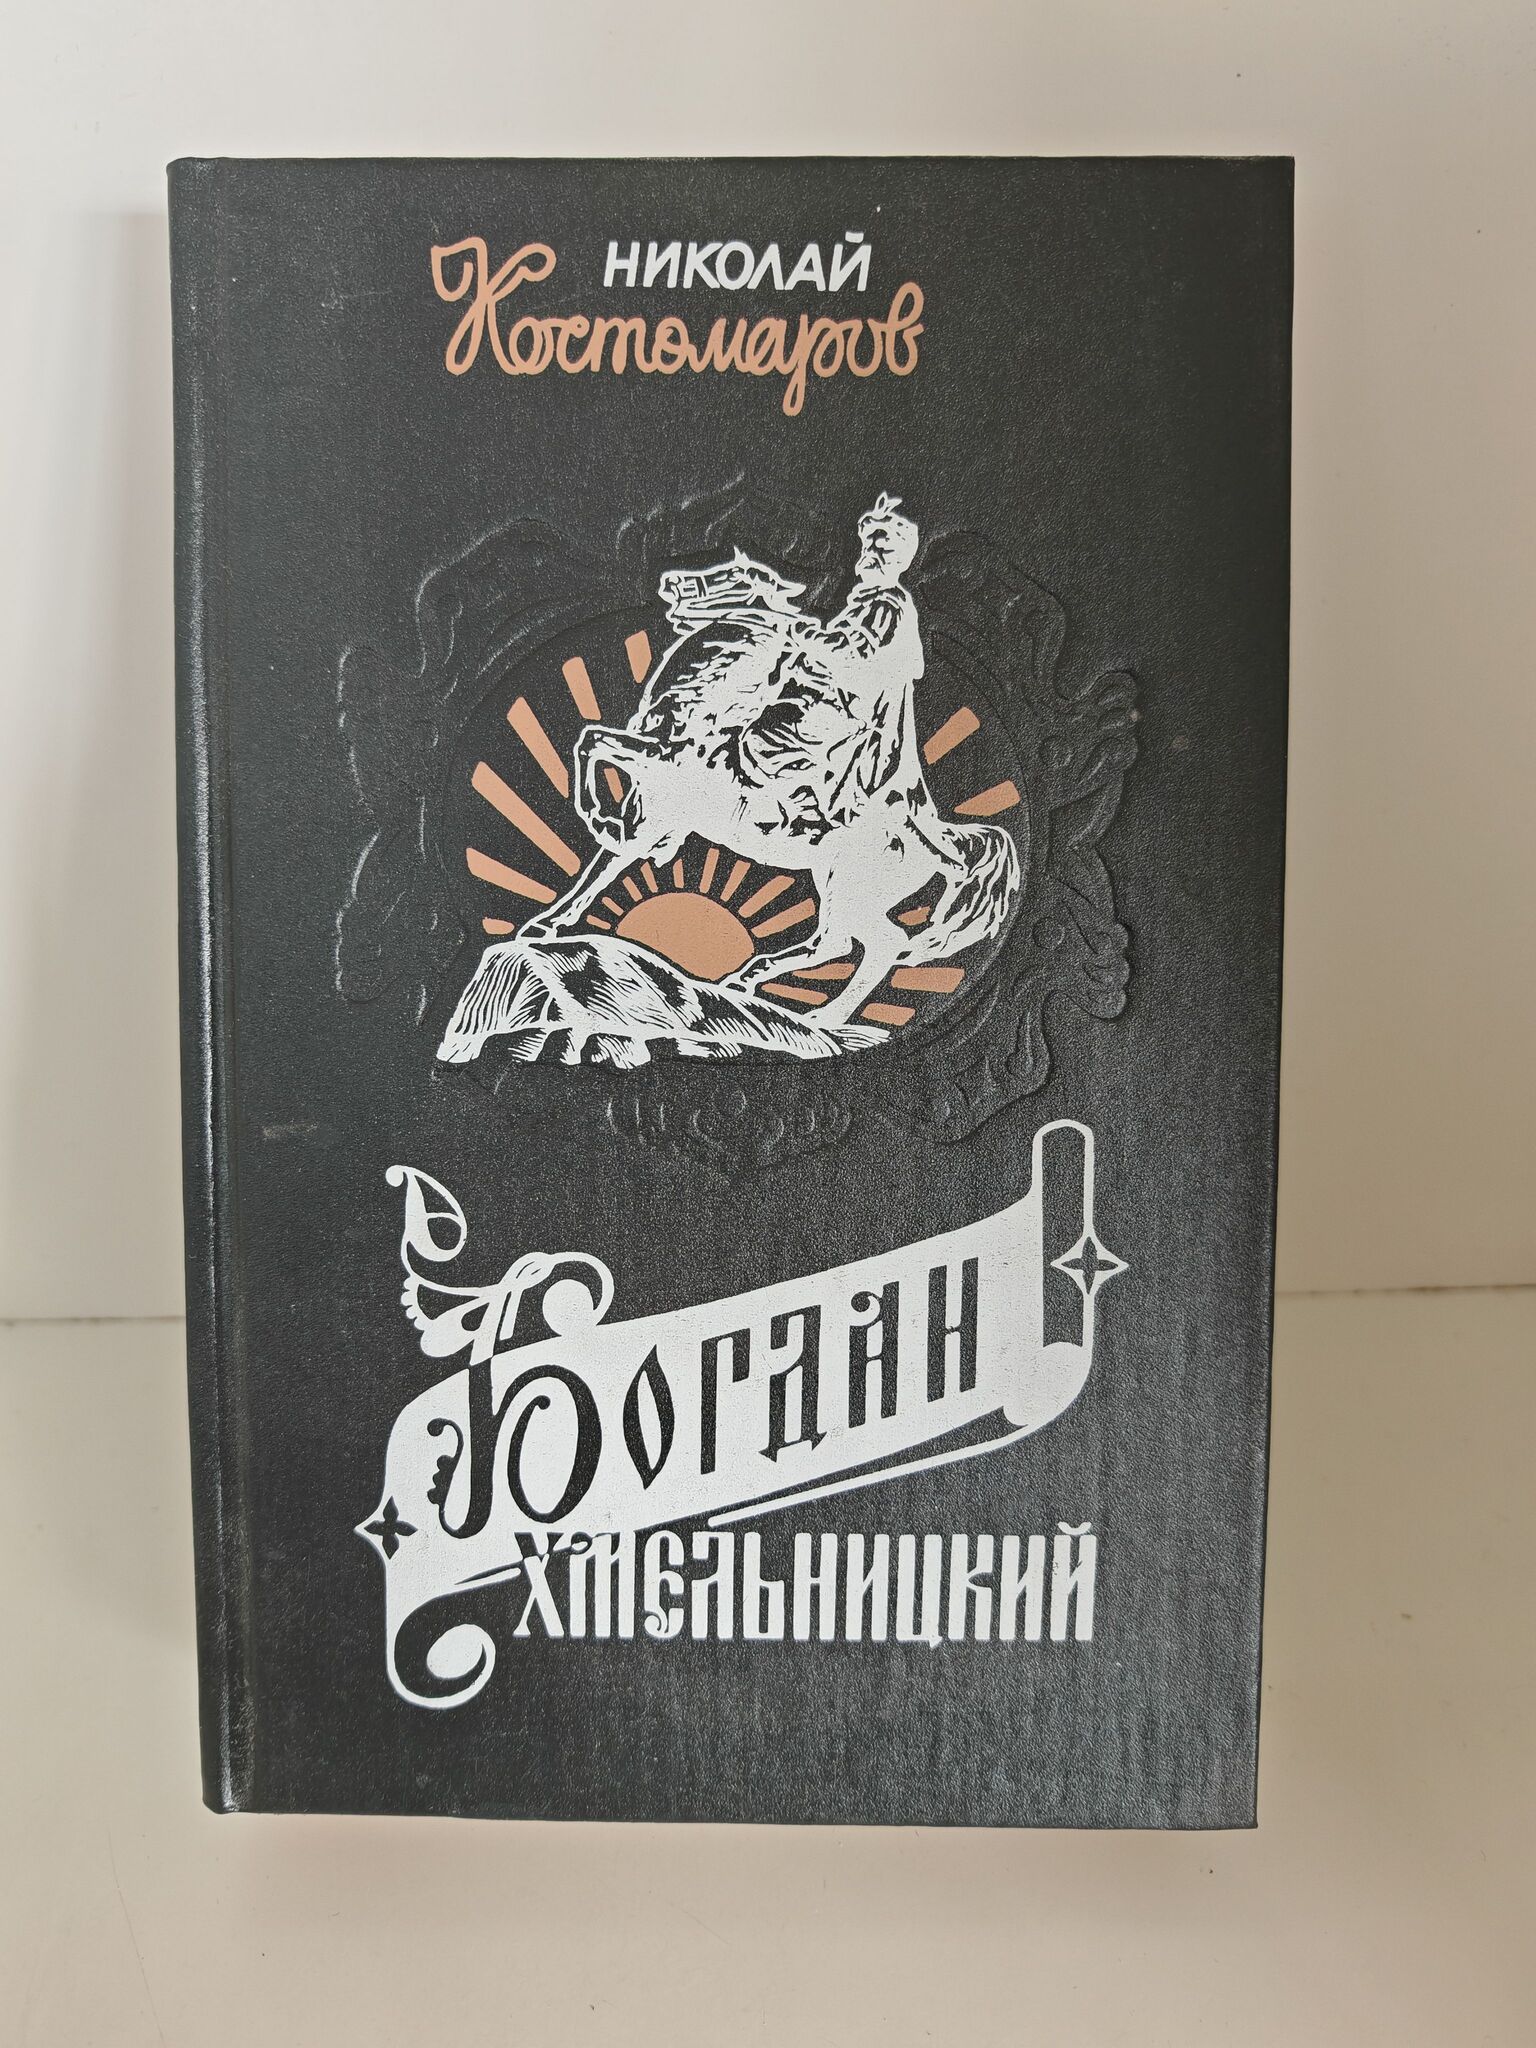 НИКОЛАЙ
Костомаров
Богдан
Хмельницкий